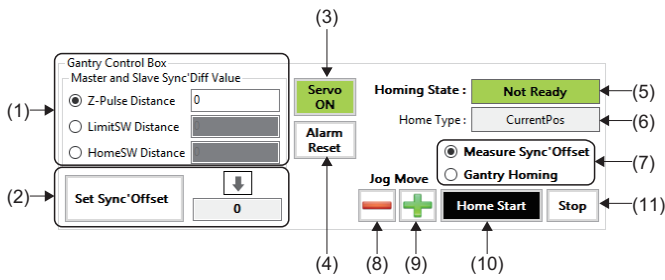 (3)
Gantry Control Box
Master and Slave Sync'Diff Value
(1)
Z-Pulse Distance
0
LimitSW Distance
0
HomeSW Distance
0
Servo
ON
Alarm
Reset
Homing State :
Not Ready
(5)
Home Type :
CurrentPos
(6)
Measure Sync'Offset
Gantry Homing
(7)
(2)
Set Sync'Offset
0
Jog Move
Home Start
Stop
(11)
(4)
(8)
(9)
(10)